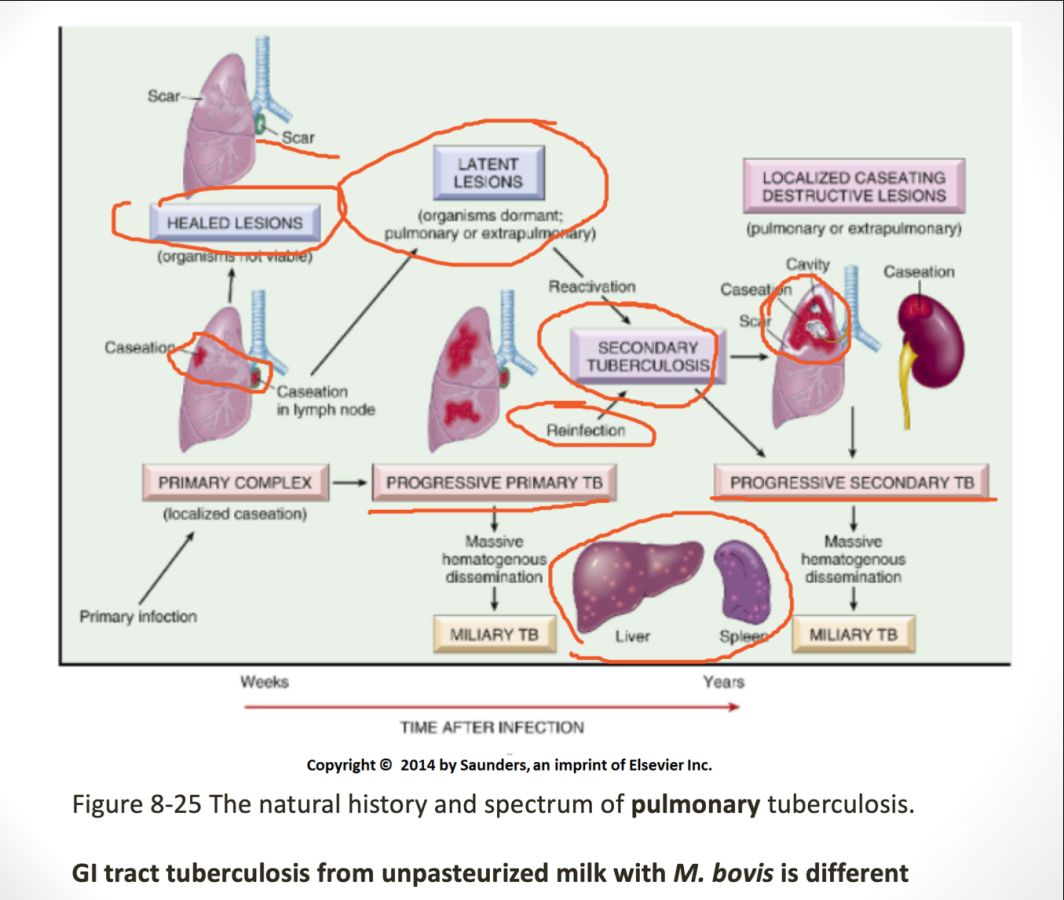 Scar
Scar
HEALED LESIONS
(organisms not viable)
LATENT
LESIONS
(organisms dormant;
pulmonary or extrapulmonary)
LOCALIZED CASEATING
DESTRUCTIVE LESIONS
(pulmonary or extrapulmonary)
Reactivation
Cavity
Caseation
Caseation
Scar
Caseation
Caseation
in lymph node
SECONDARY
TUBERCULOSIS
Reinfection
PRIMARY COMPLEX
(localized caseation)
PROGRESSIVE PRIMARY TB
PROGRESSIVE SECONDARY TB
Primary infection
Massive
hematogenous
dissemination
MILIARY TB
Liver
Spleen
Massive
hematogenous
dissemination
MILIARY TB
Weeks
Years
TIME AFTER INFECTION
Copyright © 2014 by Saunders, an imprint of Elsevier Inc.
Figure 8-25 The natural history and spectrum of pulmonary tuberculosis.
GI tract tuberculosis from unpasteurized milk with M. bovis is different